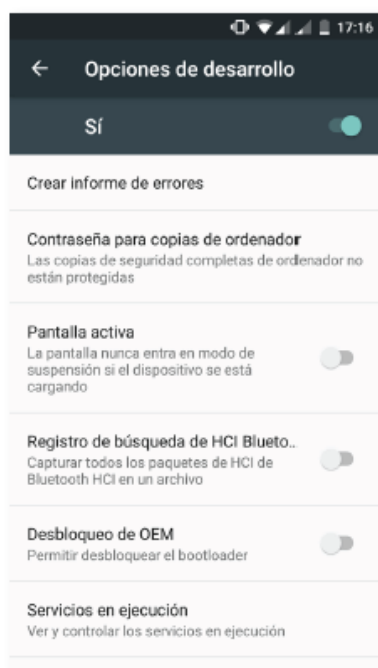 17:16
Opciones de desarrollo
Sí
Crear informe de errores
Contraseña para copias de ordenador
Las copias de seguridad completas de ordenador no
están protegidas
Pantalla activa
La pantalla nunca entra en modo de
suspensión si el dispositivo se está
cargando
Registro de búsqueda de HCI Blueto..
Capturar todos los paquetes de HCI de
Bluetooth HCI en un archivo
Desbloqueo de OEM
Permitir desbloquear el bootloader
Servicios en ejecución
Ver y controlar los servicios en ejecución